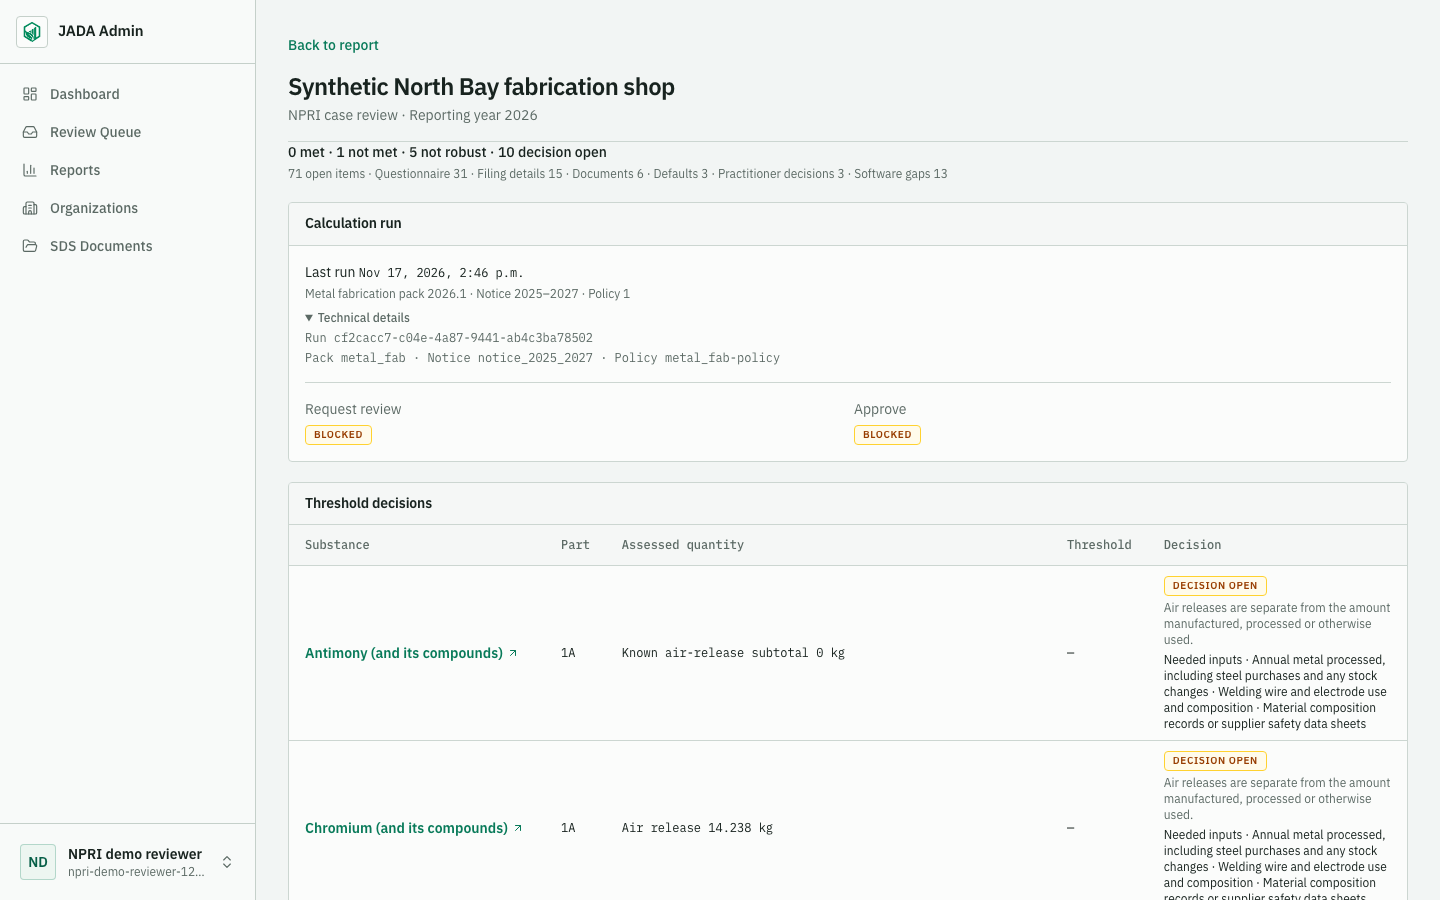 JADA Admin
Dashboard
Review Queue
Reports
Organizations
SDS Documents
ND
NPRI demo reviewer
npri-demo-reviewer-12...
Back to report
Synthetic North Bay fabrication shop
NPRI case review · Reporting year 2026
0 met · 1 not met · 5 not robust · 10 decision open
71 open items · Questionnaire 31 · Filing details 15 · Documents 6 · Defaults 3 · Practitioner decisions 3 · Software gaps 13
Calculation run
Last run Nov 17, 2026, 2:46 p.m.
Metal fabrication pack 2026.1 · Notice 2025–2027 · Policy 1
▼ Technical details
Run cf2cacc7-c04e-4a87-9441-ab4c3ba78502
Pack metal_fab · Notice notice_2025_2027 · Policy metal_fab-policy
Request review
BLOCKED
Approve
BLOCKED
Threshold decisions
Substance Part Assessed quantity Threshold Decision
Antimony (and its compounds) ↗ 1A Known air-release subtotal 0 kg —
DECISION OPEN
Air releases are separate from the amount
manufactured, processed or otherwise
used.
Needed inputs · Annual metal processed,
including steel purchases and any stock
changes · Welding wire and electrode use
and composition · Material composition
records or supplier safety data sheets
Chromium (and its compounds) ↗ 1A Air release 14.238 kg —
DECISION OPEN
Air releases are separate from the amount
manufactured, processed or otherwise
used.
Needed inputs · Annual metal processed,
including steel purchases and any stock
changes · Welding wire and electrode use
and composition · Material composition
records or supplier safety data sheets